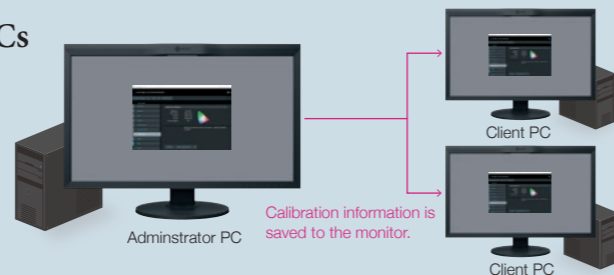 Cs
Client PC
Adminstrator PC
Calibration information is
saved to the monitor.
Client PC